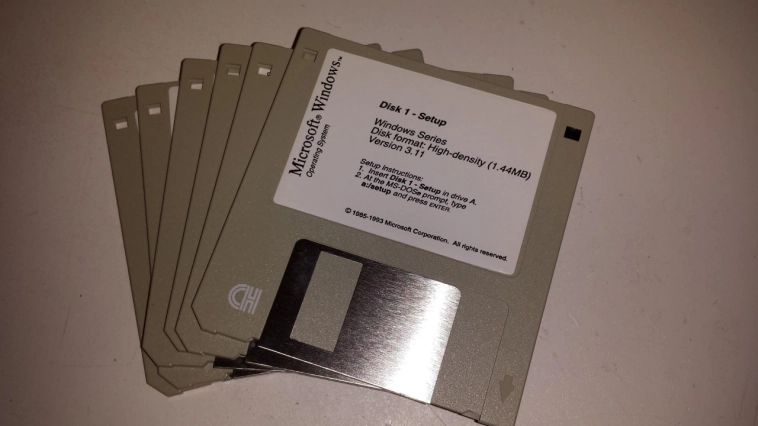 Microsoft® Windows™
Operating System
Disk 1 - Setup
Windows Series
Disk format: High-density (1.44MB)
Version 3.11
Setup Instructions:
1. Insert Disk 1 - Setup in drive A.
2. At the MS-DOS® prompt, type
a:/setup and press ENTER.
© 1985-1993 Microsoft Corporation. All rights reserved.